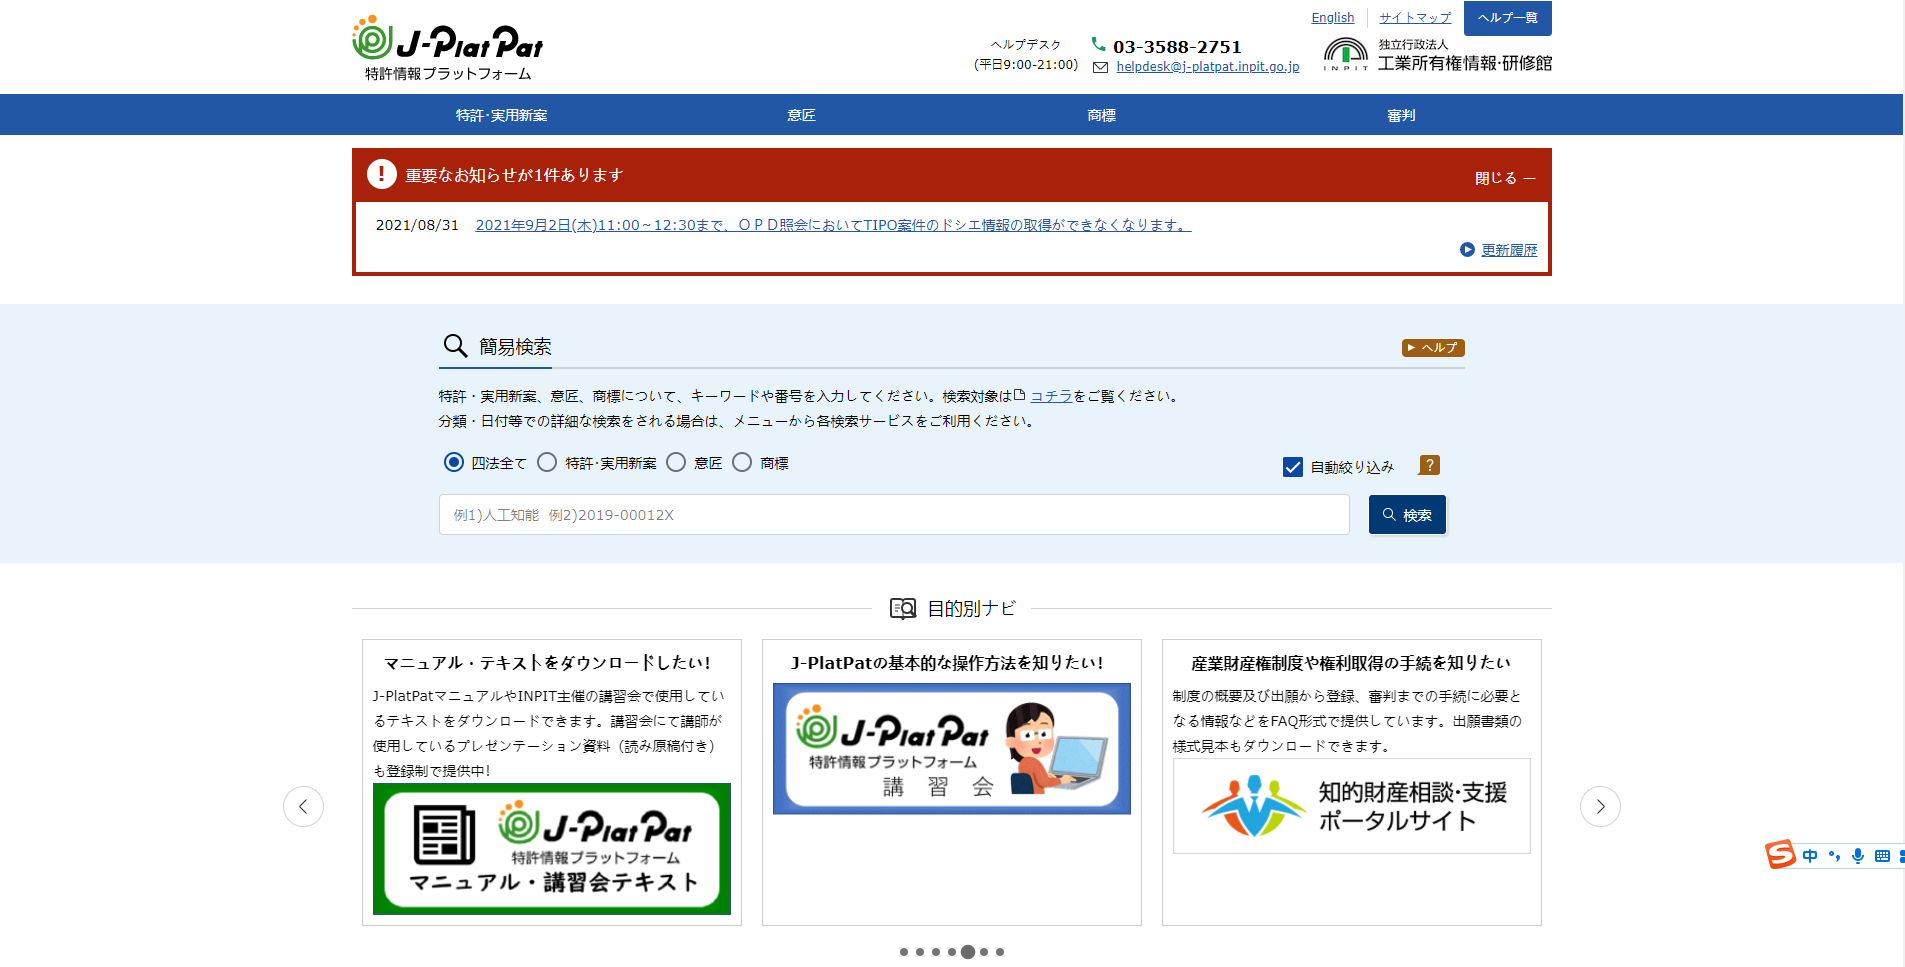 English サイトマップ ヘルプ一覧
J-PlatPat
特許情報プラットフォーム
ヘルプデスク
(平日9:00-21:00)
03-3588-2751
helpdesk@j-platpat.inpit.go.jp
INPIT
独立行政法人
工業所有権情報・研修館
特許・実用新案 意匠 商標 審判
! 重要なお知らせが1件あります 閉じる
2021/08/31 2021年9月2日(木)11:00~12:30まで、ＯＰＤ照会においてTIPO案件のドシエ情報の取得ができなくなります。
更新履歴
簡易検索 ヘルプ
特許・実用新案、意匠、商標について、キーワードや番号を入力してください。検索対象は コチラをご覧ください。
分類・日付等での詳細な検索をされる場合は、メニューから各検索サービスをご利用ください。
四法全て 特許・実用新案 意匠 商標 自動絞り込み ?
例1)人工知能 例2)2019-00012X 検索
目的別ナビ
マニュアル・テキストをダウンロードしたい!
J-PlatPatマニュアルやINPIT主催の講習会で使用してい
るテキストをダウンロードできます。講習会にて講師が
使用しているプレゼンテーション資料（読み原稿付き）
も登録制で提供中!
J-PlatPat
特許情報プラットフォーム
マニュアル・講習会テキスト
J-PlatPatの基本的な操作方法を知りたい!
J-PlatPat
特許情報プラットフォーム
講習会
産業財産権制度や権利取得の手続を知りたい
制度の概要及び出願から登録、審判までの手続に必要と
なる情報などをFAQ形式で提供しています。出願書類の
様式見本もダウンロードできます。
知的財産相談・支援
ポータルサイト
S 中